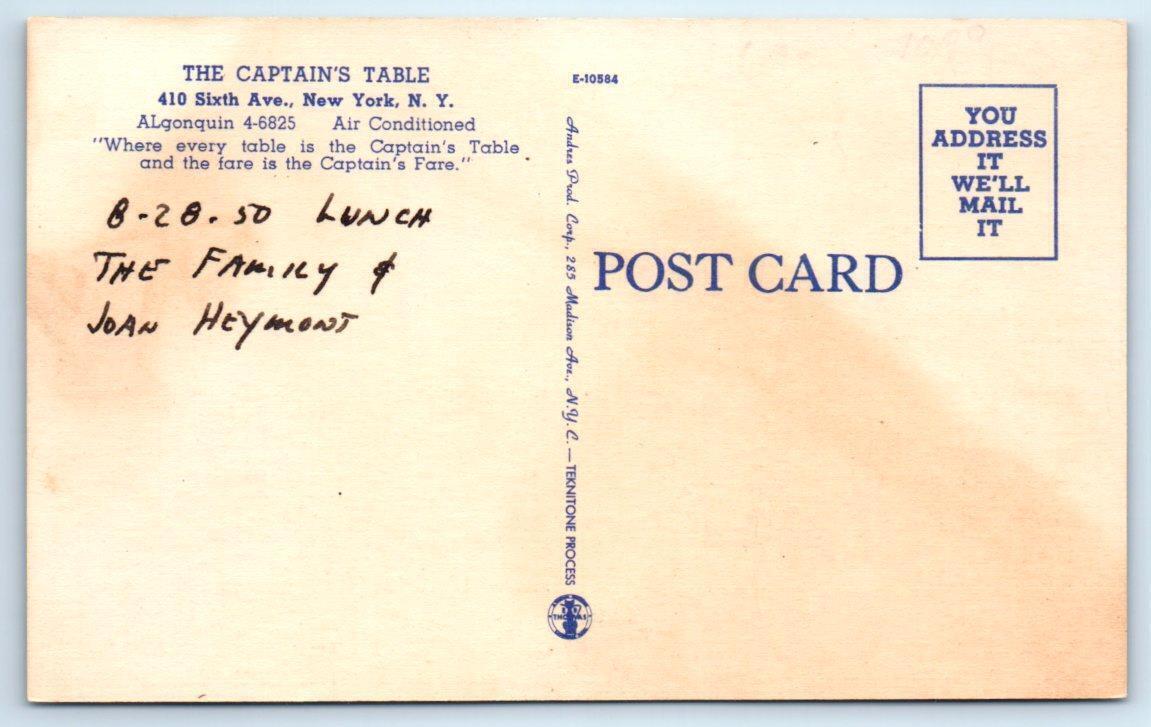 THE CAPTAIN'S TABLE
410 Sixth Ave., New York, N. Y.
ALgonquin 4-6825 Air Conditioned
"Where every table is the Captain's Table
and the fare is the Captain's Fare."
8-28-50 LUNCH
THE FAMILY &
JOAN HEYMONT
E-10584
Andres Prod. Corp., 285 Madison Ave., N.Y.C. — TEKNITONE PROCESS
POST CARD
YOU
ADDRESS
IT
WE'LL
MAIL
IT